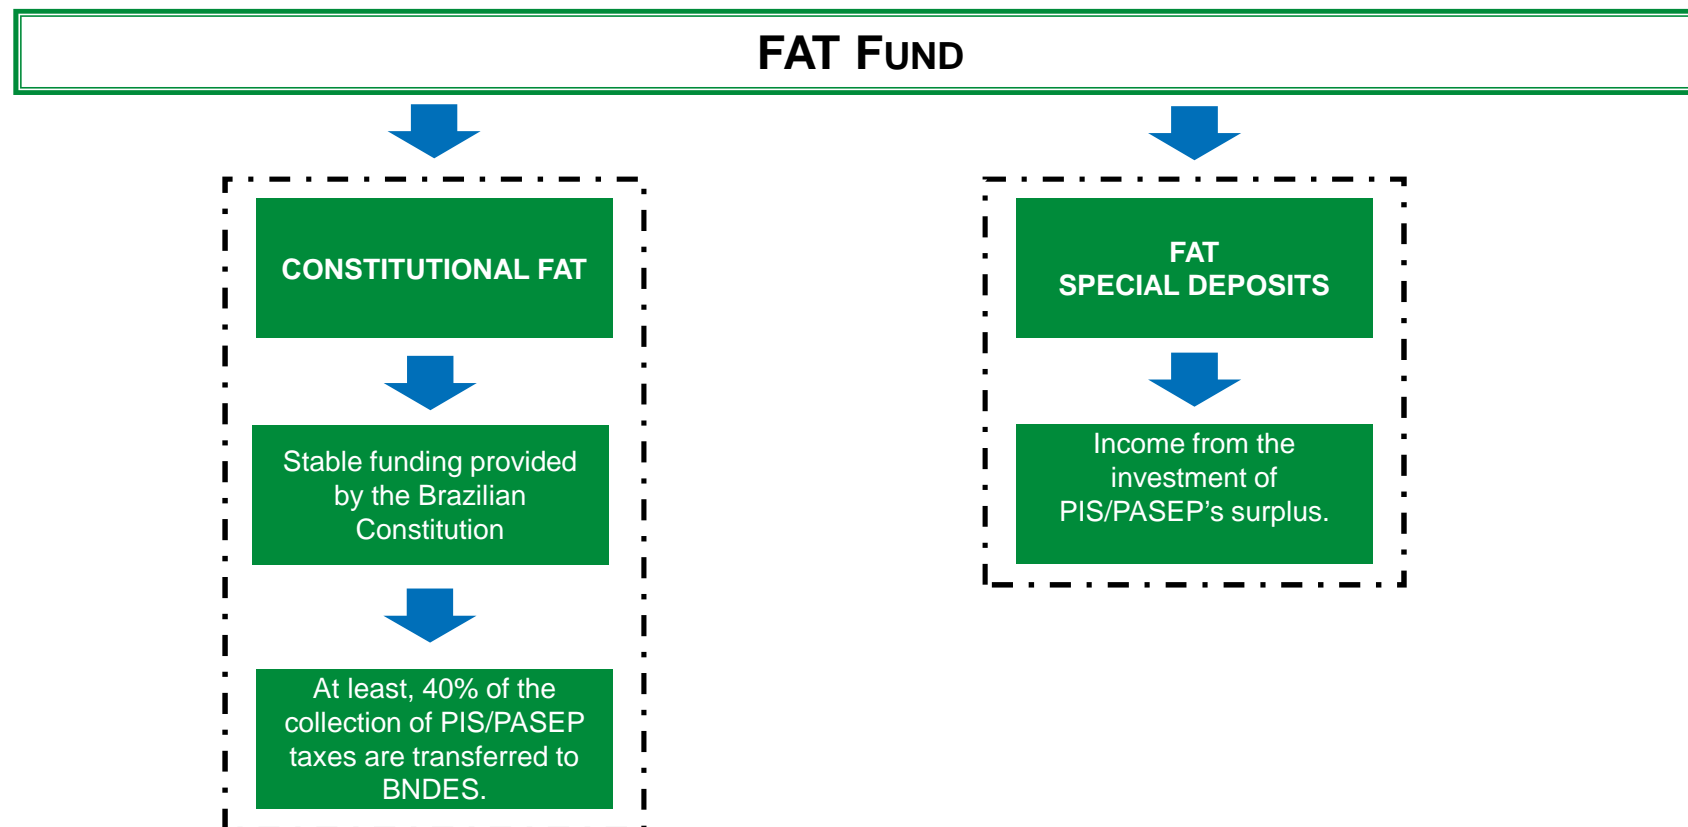 FAT FUND
CONSTITUTIONAL FAT
Stable funding provided
by the Brazilian
Constitution
At least, 40% of the
collection of PIS/PASEP
taxes are transferred to
BNDES.
FAT
SPECIAL DEPOSITS
Income from the
investment of
PIS/PASEP’s surplus.